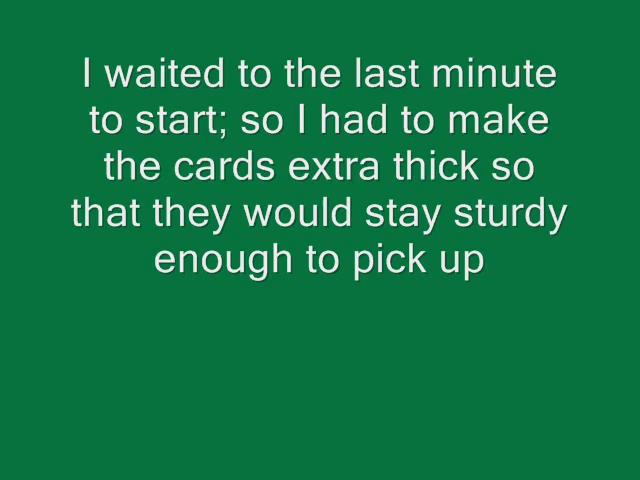 I waited to the last minute
to start; so I had to make
the cards extra thick so
that they would stay sturdy
enough to pick up